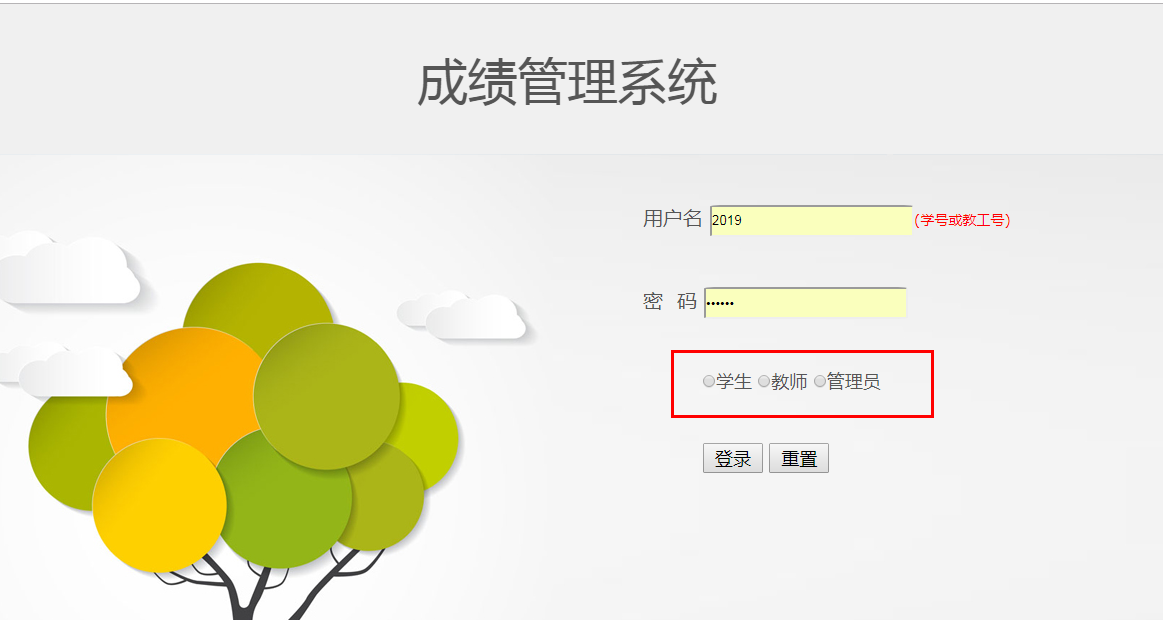 成绩管理系统
用户名 2019 (学号或教工号)
密 码 ••••••
学生 教师 管理员
登录 重置